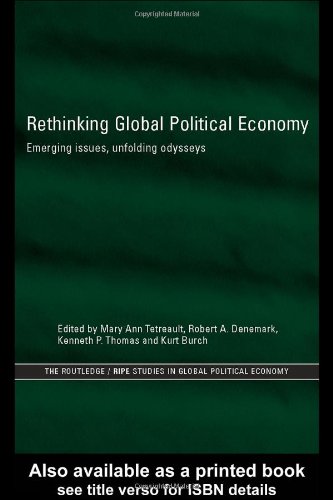 Rethinking Global Political Economy
Emerging issues, unfolding odysseys
Edited by Mary Ann Tetreault, Robert A. Denemark,
Kenneth P. Thomas and Kurt Burch
THE ROUTLEDGE / RIPE STUDIES IN GLOBAL POLITICAL ECONOMY
Also available as a printed book
see title verso for ISBN details